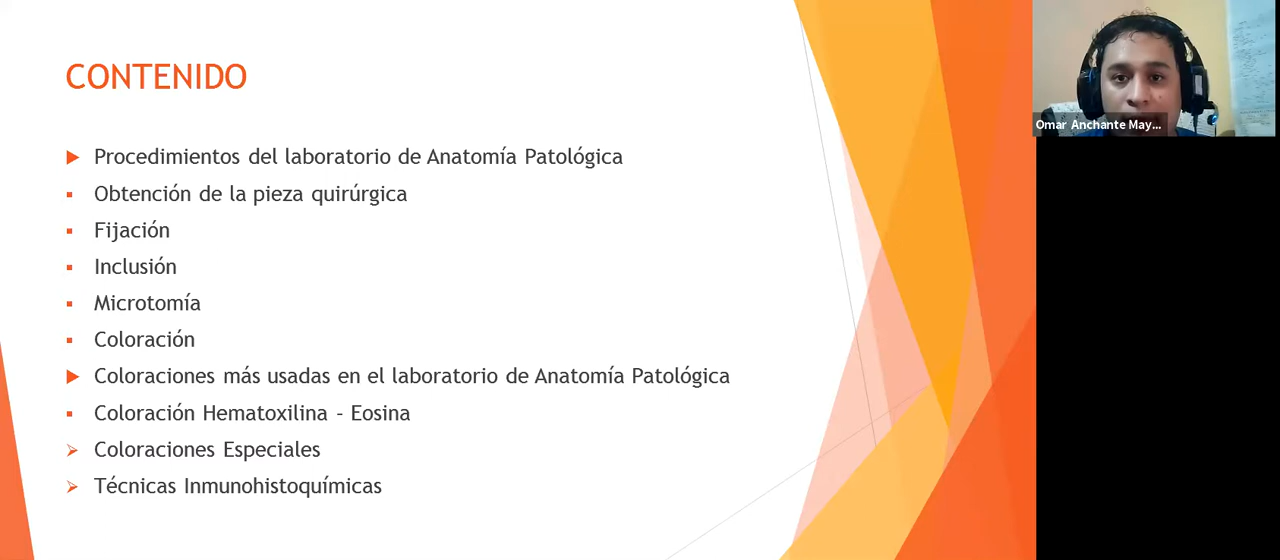 CONTENIDO
Procedimientos del laboratorio de Anatomía Patológica
Obtención de la pieza quirúrgica
Fijación
Inclusión
Microtomía
Coloración
Coloraciones más usadas en el laboratorio de Anatomía Patológica
Coloración Hematoxilina - Eosina
Coloraciones Especiales
Técnicas Inmunohistoquímicas
Omar Anchante May...